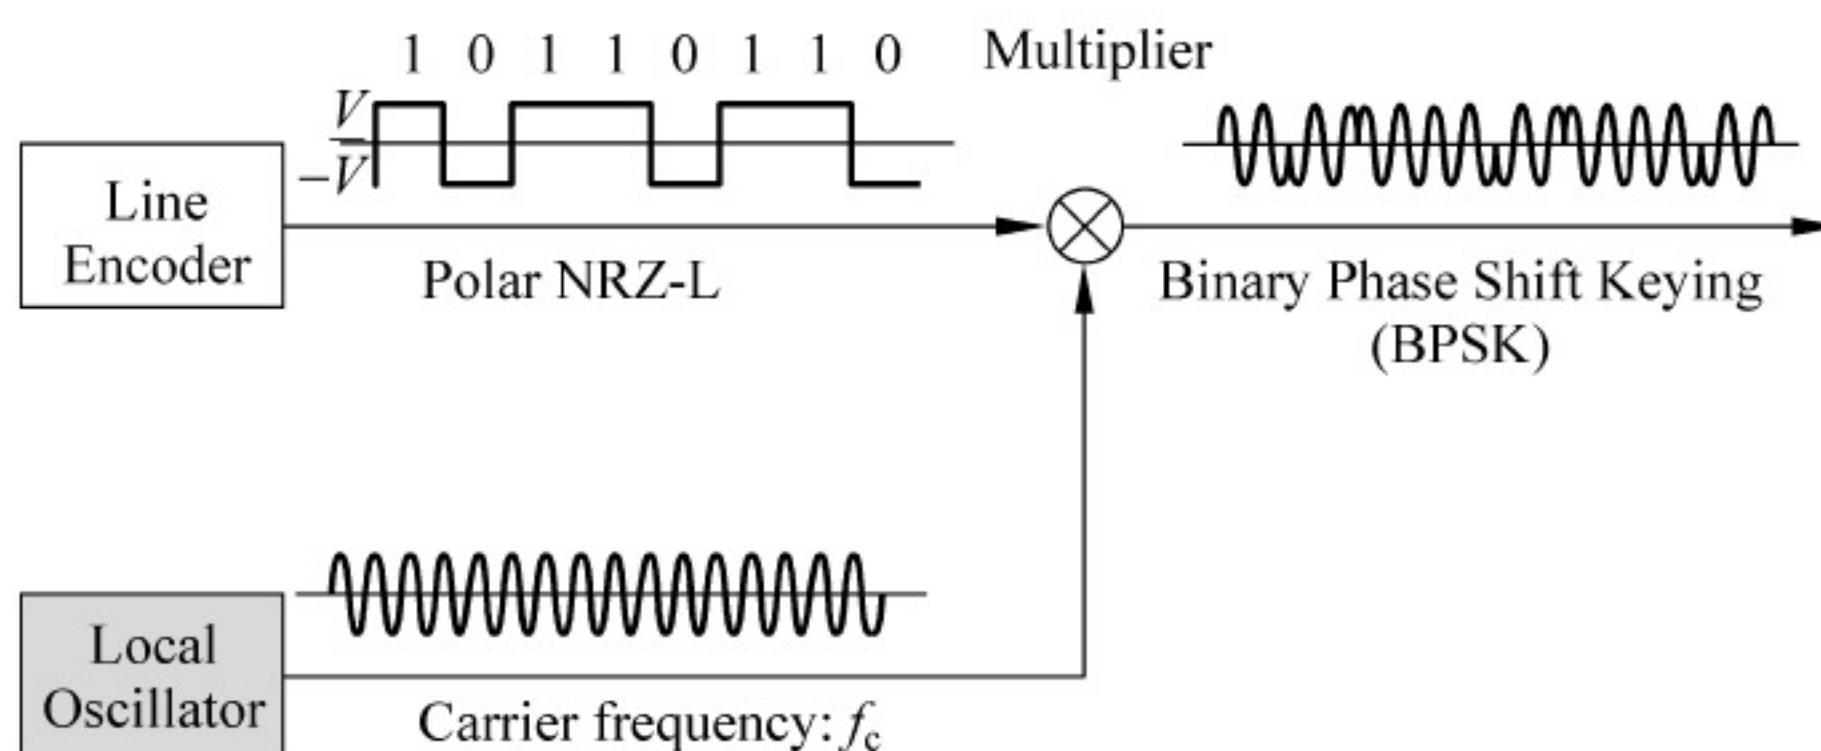 1 0 1 1 0 1 1 0
Multiplier
V
−V
Line
Encoder
Polar NRZ-L
Binary Phase Shift Keying
(BPSK)
Local
Oscillator
Carrier frequency: fc